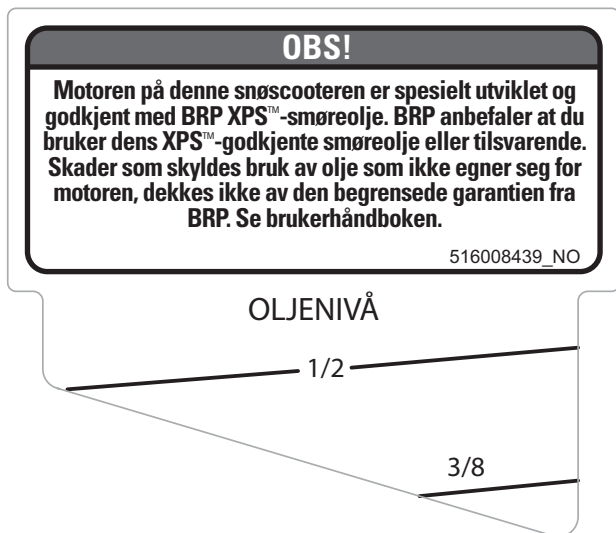 OBS!
Motoren på denne snøscooteren er spesielt utviklet og
godkjent med BRP XPS™-smøreolje. BRP anbefaler at du
bruker dens XPS™-godkjente smøreolje eller tilsvarende.
Skader som skyldes bruk av olje som ikke egner seg for
motoren, dekkes ikke av den begrensede garantien fra
BRP. Se brukerhåndboken.
516008439_NO
OLJENIVÅ
1/2
3/8